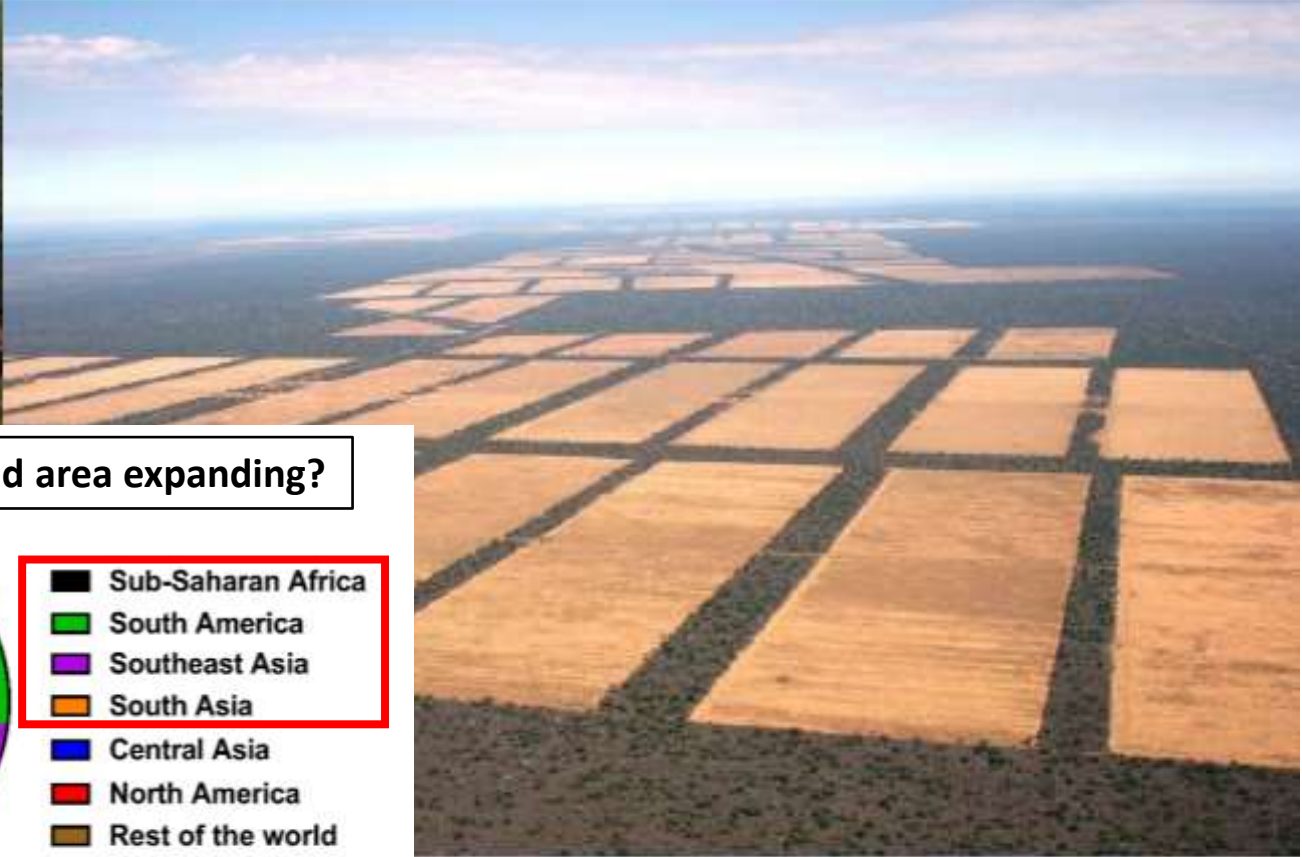 d area expanding?
Sub-Saharan Africa
South America
Southeast Asia
South Asia
Central Asia
North America
Rest of the world